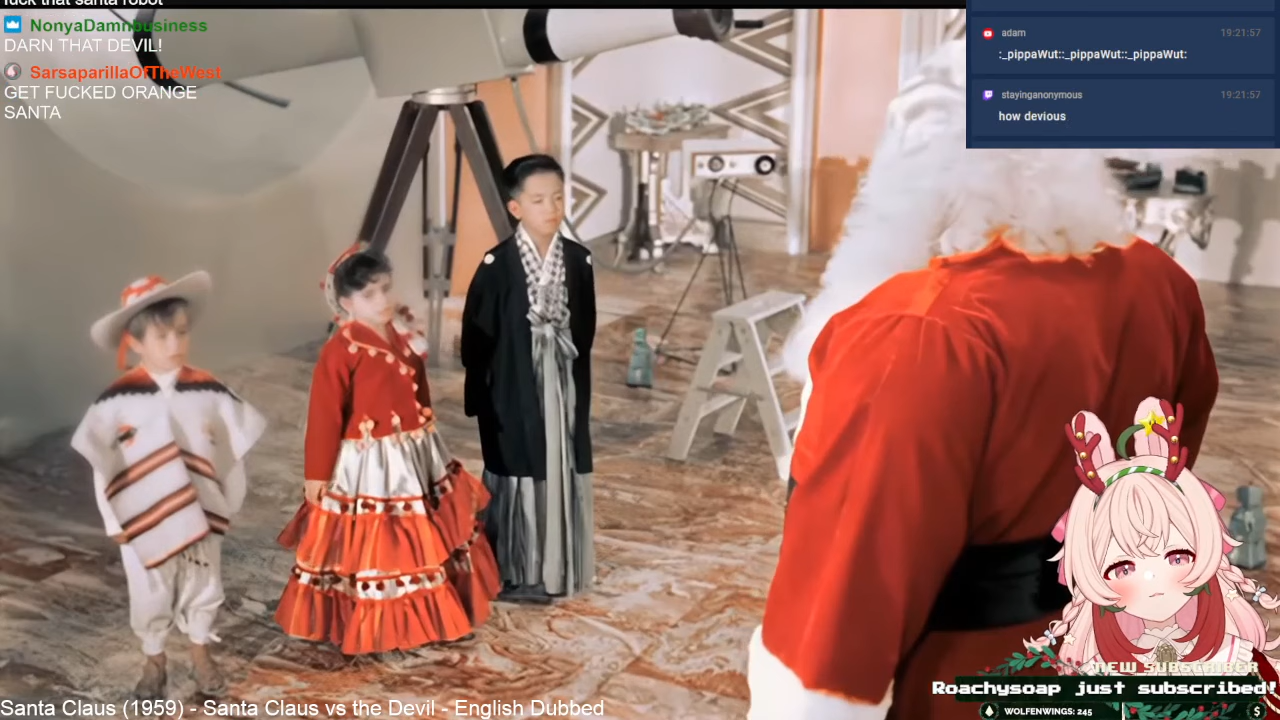 fuck that santa robot
NonyaDamnbusiness
DARN THAT DEVIL!
SarsaparillaOfTheWest
GET FUCKED ORANGE
SANTA
adam 19:21:57
:_pippaWut::_pippaWut::_pippaWut:
stayinganonymous 19:21:57
how devious
NEW SUBSCRIBER
Roachysoap just subscribed!
WOLFENWINGS: 245 $
Santa Claus (1959) - Santa Claus vs the Devil - English Dubbed